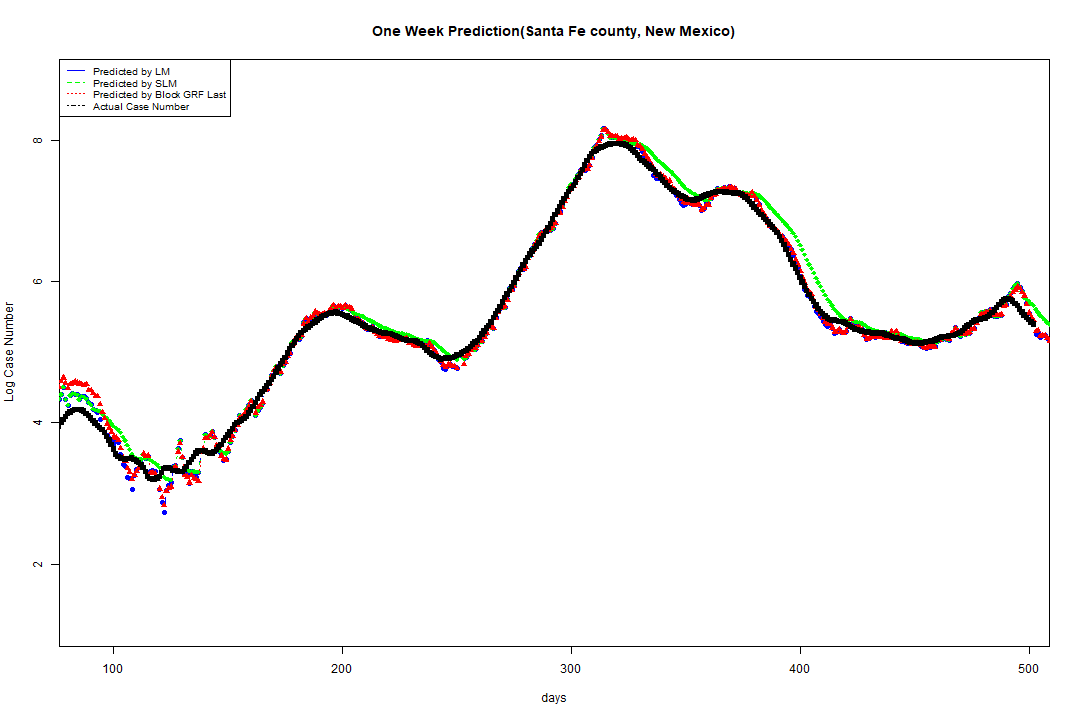 One Week Prediction(Santa Fe county, New Mexico)
Predicted by LM
Predicted by SLM
Predicted by Block GRF Last
Actual Case Number
8
6
4
2
Log Case Number
100 200 300 400 500
days